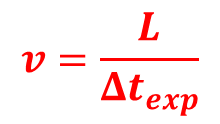 v = L / Δt_exp